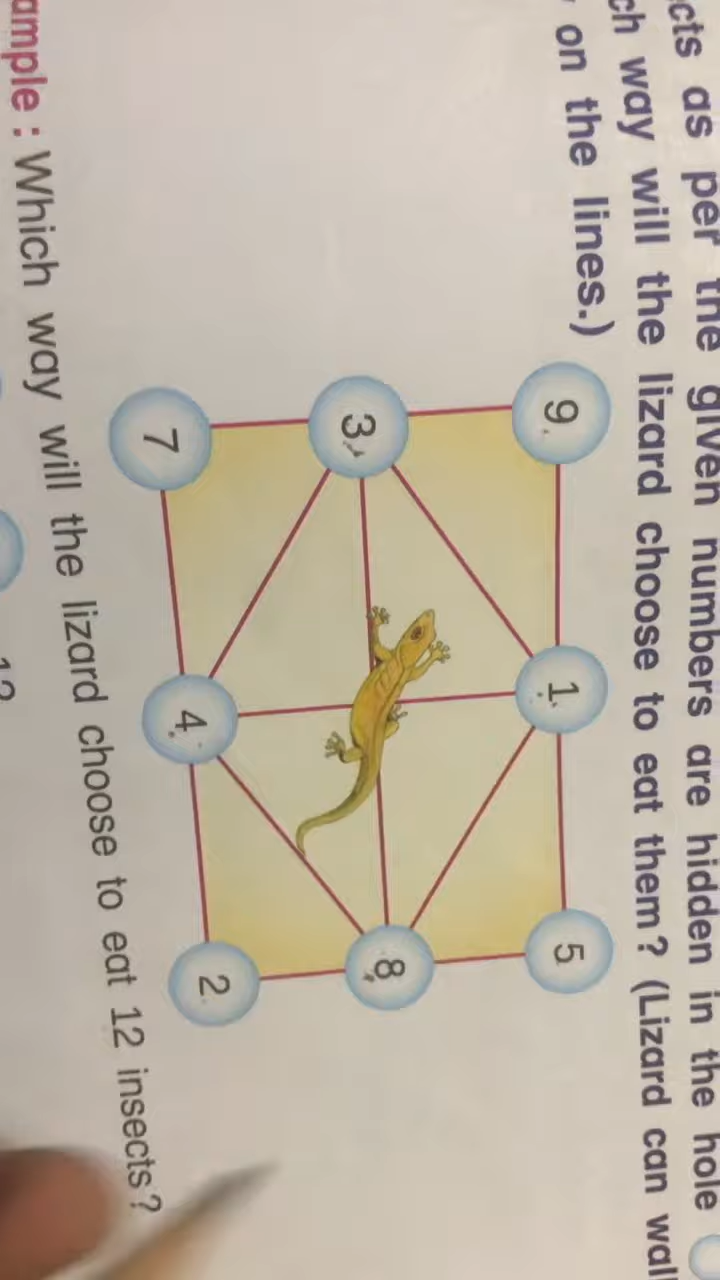 cts as per the given numbers are hidden in the hole
ch way will the lizard choose to eat them? (Lizard can wal
on the lines.)
9 1 5
3 8
7 4 2
ample : Which way will the lizard choose to eat 12 insects?